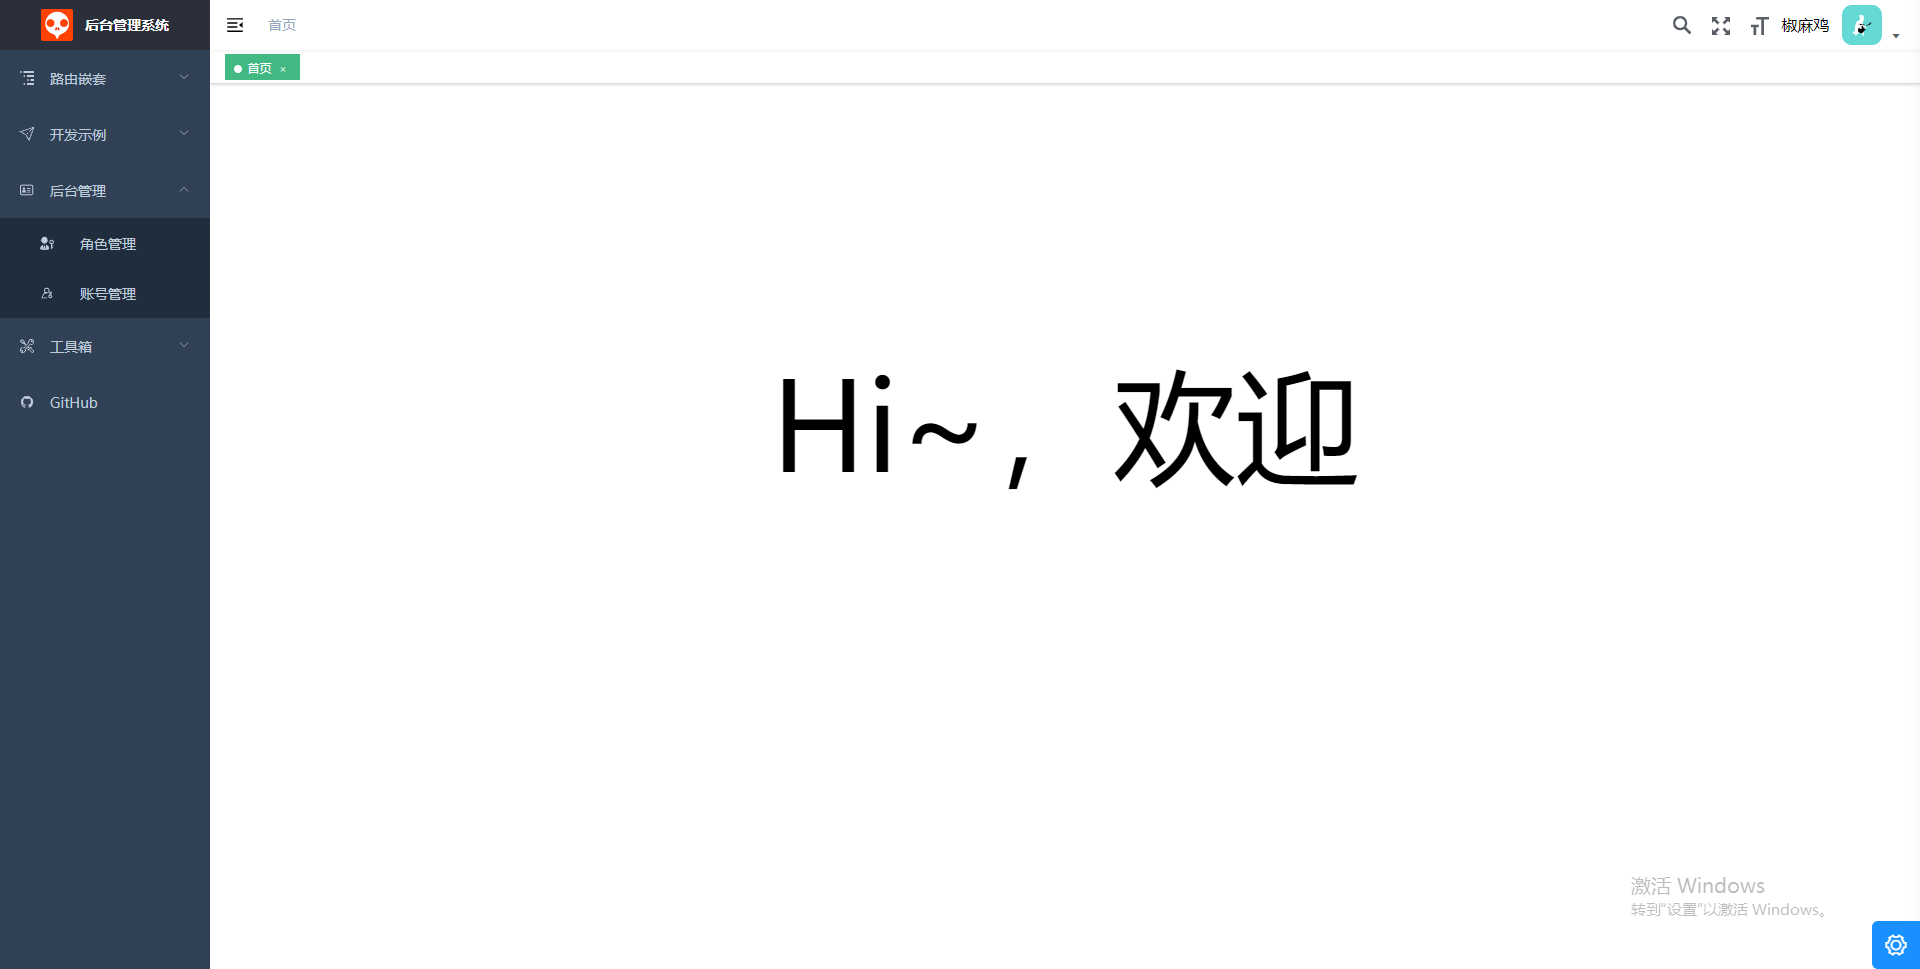 后台管理系统
首页
椒麻鸡
首页 ×
路由嵌套
开发示例
后台管理
角色管理
账号管理
工具箱
GitHub
Hi~，欢迎
激活 Windows
转到“设置”以激活 Windows。